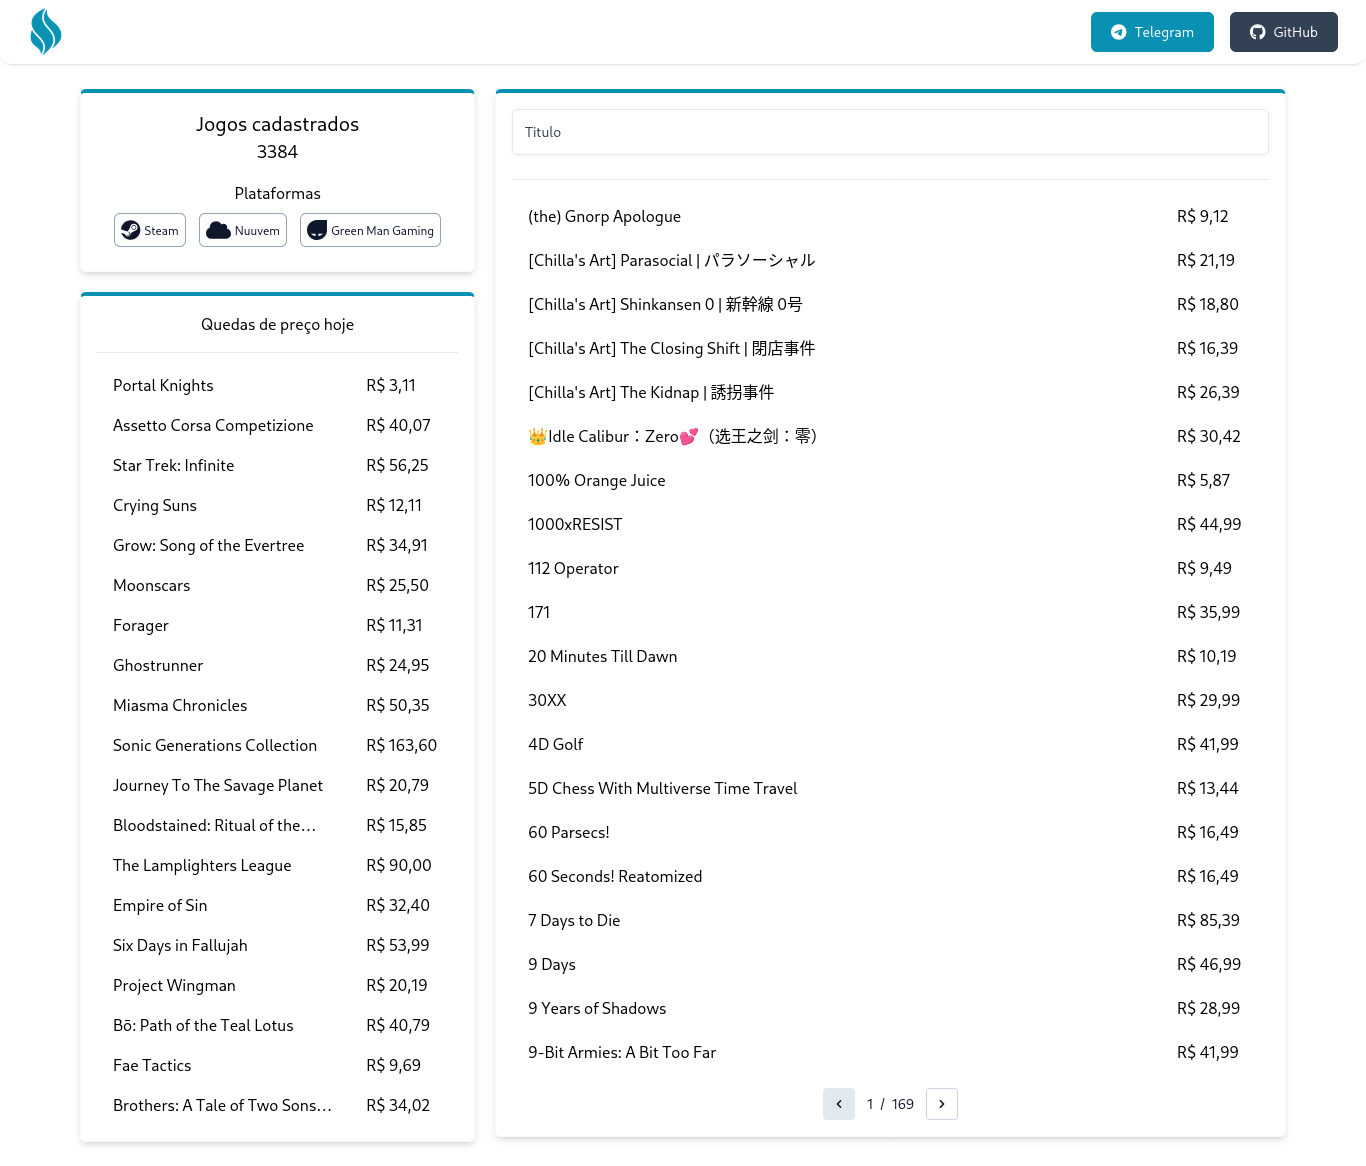 Telegram
GitHub
Jogos cadastrados
3384
Plataformas
Steam
Nuuvem
Green Man Gaming
Quedas de preço hoje
Portal Knights R$ 3,11
Assetto Corsa Competizione R$ 40,07
Star Trek: Infinite R$ 56,25
Crying Suns R$ 12,11
Grow: Song of the Evertree R$ 34,91
Moonscars R$ 25,50
Forager R$ 11,31
Ghostrunner R$ 24,95
Miasma Chronicles R$ 50,35
Sonic Generations Collection R$ 163,60
Journey To The Savage Planet R$ 20,79
Bloodstained: Ritual of the... R$ 15,85
The Lamplighters League R$ 90,00
Empire of Sin R$ 32,40
Six Days in Fallujah R$ 53,99
Project Wingman R$ 20,19
Bō: Path of the Teal Lotus R$ 40,79
Fae Tactics R$ 9,69
Brothers: A Tale of Two Sons... R$ 34,02
Titulo
(the) Gnorp Apologue R$ 9,12
[Chilla's Art] Parasocial | パラソーシャル R$ 21,19
[Chilla's Art] Shinkansen 0 | 新幹線 0号 R$ 18,80
[Chilla's Art] The Closing Shift | 閉店事件 R$ 16,39
[Chilla's Art] The Kidnap | 誘拐事件 R$ 26,39
👑Idle Calibur：Zero💕（选王之剑：零） R$ 30,42
100% Orange Juice R$ 5,87
1000xRESIST R$ 44,99
112 Operator R$ 9,49
171 R$ 35,99
20 Minutes Till Dawn R$ 10,19
30XX R$ 29,99
4D Golf R$ 41,99
5D Chess With Multiverse Time Travel R$ 13,44
60 Parsecs! R$ 16,49
60 Seconds! Reatomized R$ 16,49
7 Days to Die R$ 85,39
9 Days R$ 46,99
9 Years of Shadows R$ 28,99
9-Bit Armies: A Bit Too Far R$ 41,99
1 / 169